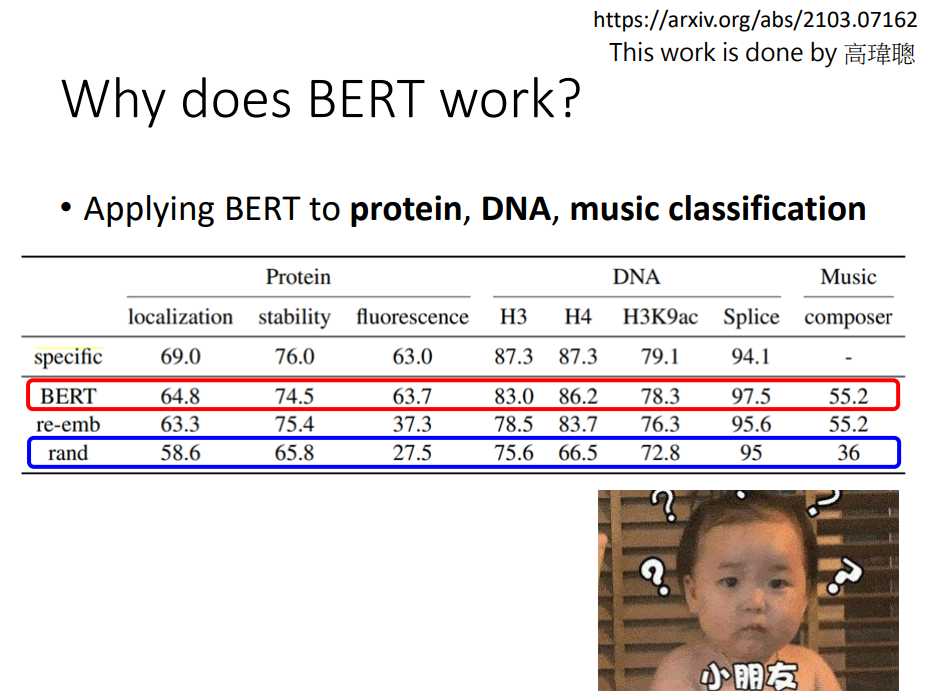 https://arxiv.org/abs/2103.07162
This work is done by 高瑋聰
Why does BERT work?
• Applying BERT to protein, DNA, music classification
Protein DNA Music
localization stability fluorescence H3 H4 H3K9ac Splice composer
specific 69.0 76.0 63.0 87.3 87.3 79.1 94.1 -
BERT 64.8 74.5 63.7 83.0 86.2 78.3 97.5 55.2
re-emb 63.3 75.4 37.3 78.5 83.7 76.3 95.6 55.2
rand 58.6 65.8 27.5 75.6 66.5 72.8 95 36
? ? ?
? ?
小朋友